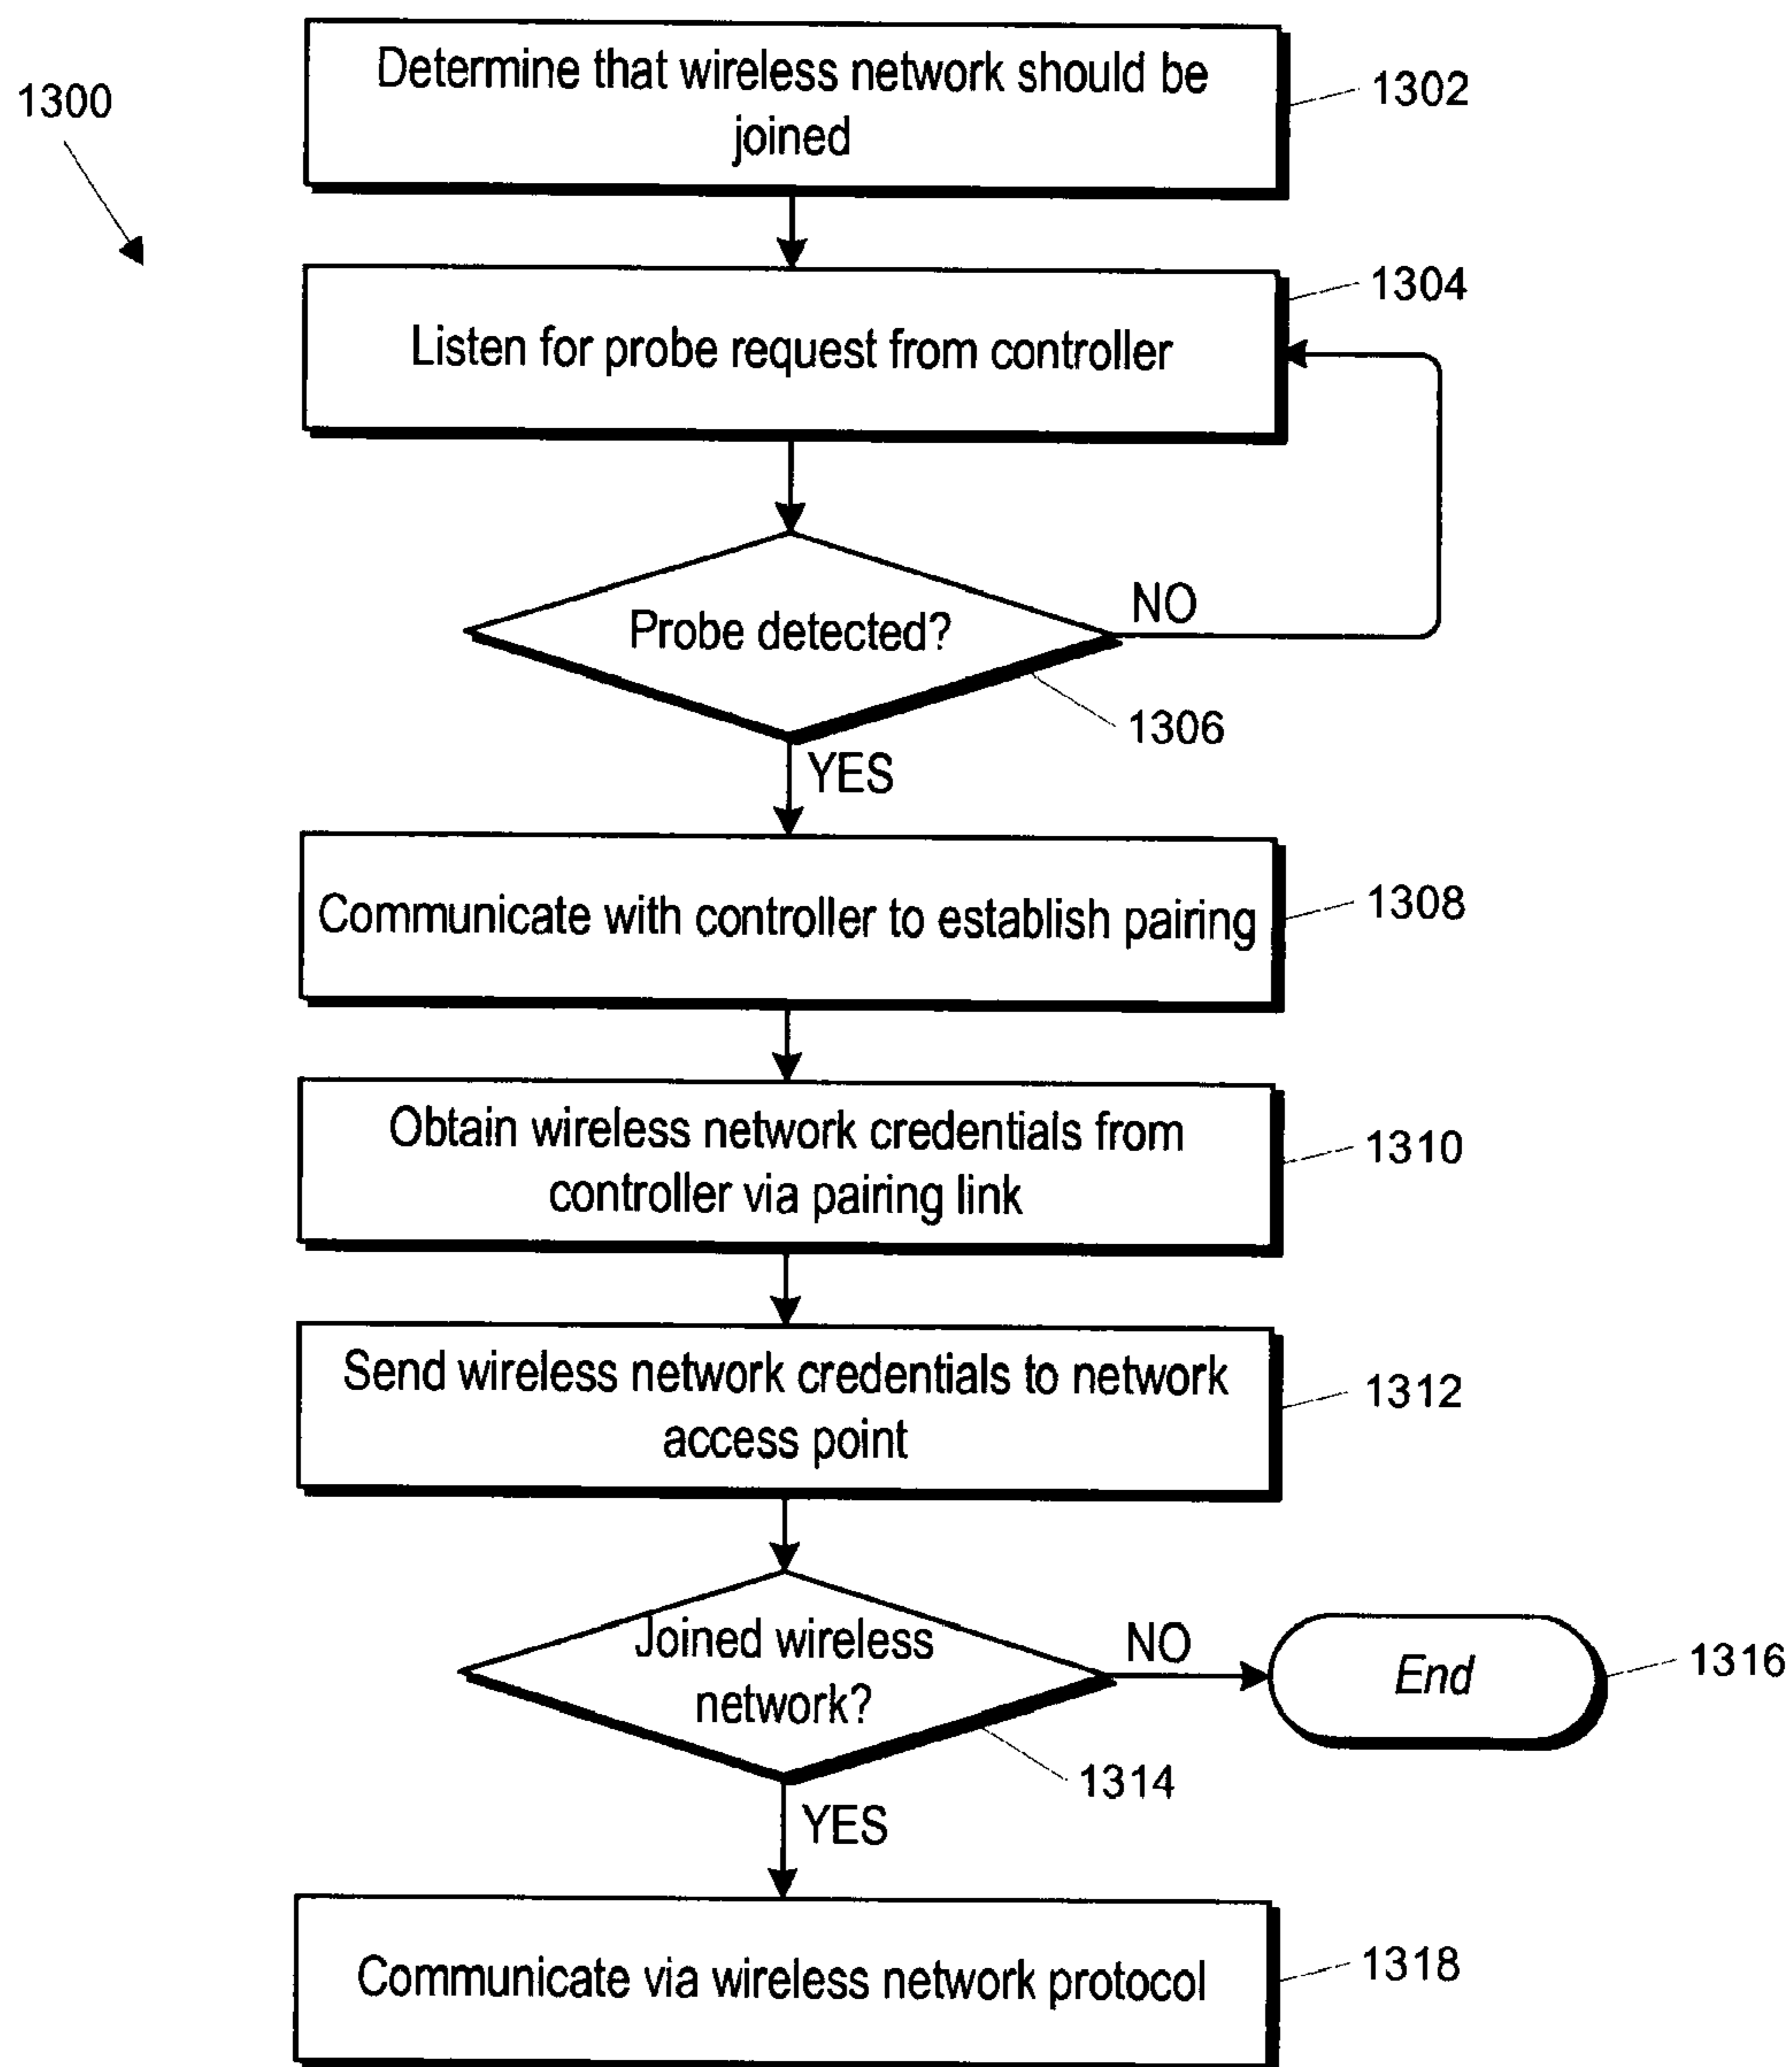 1300
Determine that wireless network should be
joined
1302
Listen for probe request from controller
1304
Probe detected?
NO
1306
YES
Communicate with controller to establish pairing
1308
Obtain wireless network credentials from
controller via pairing link
1310
Send wireless network credentials to network
access point
1312
Joined wireless
network?
NO
End
1316
1314
YES
Communicate via wireless network protocol
1318